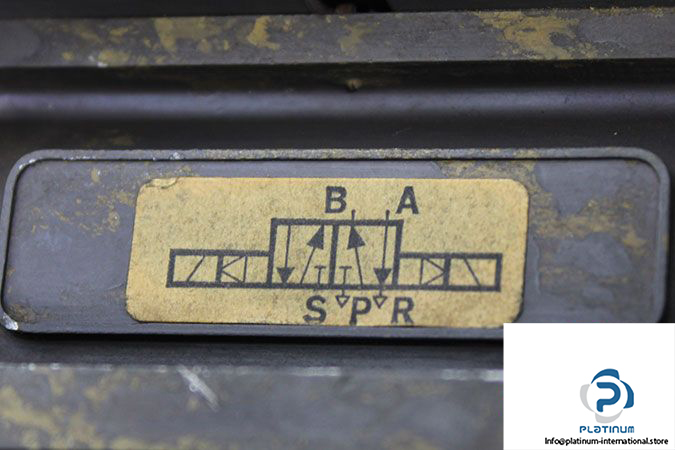 B A
S P R
PLATINUM
Info@platinum-international.store